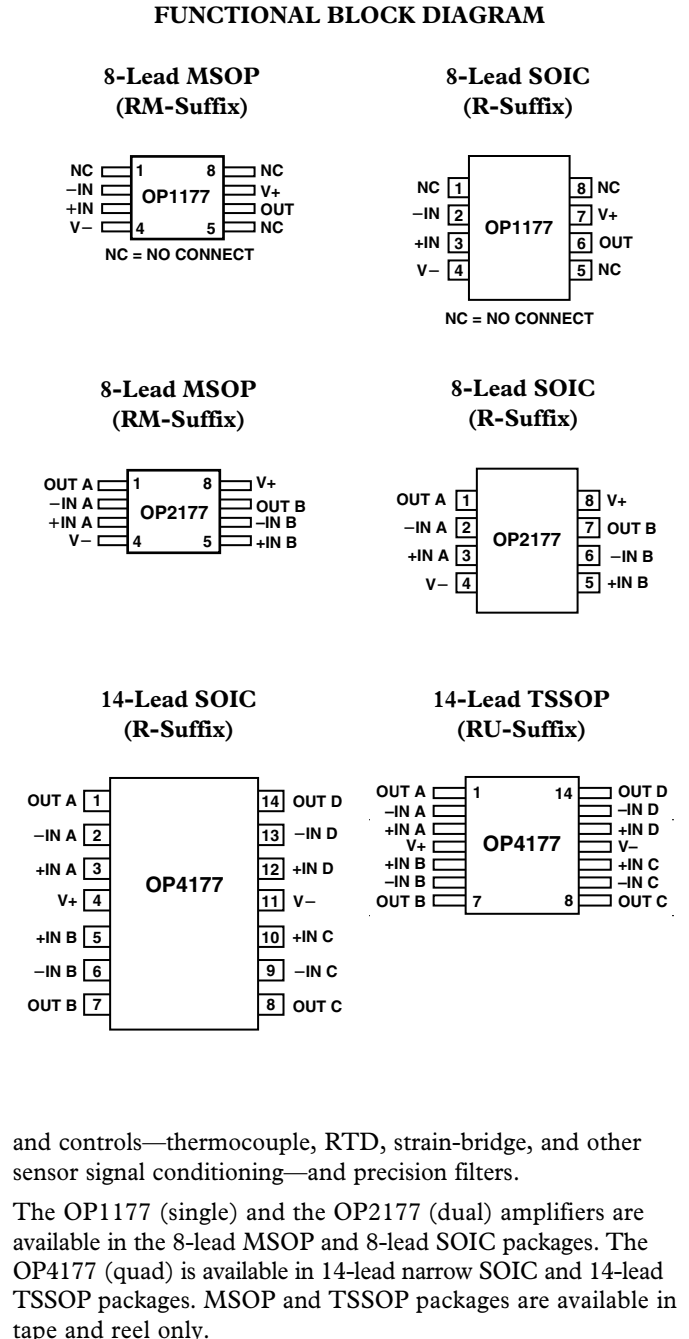 FUNCTIONAL BLOCK DIAGRAM
8-Lead MSOP
(RM-Suffix)
NC 1 8 NC
−IN V+
OP1177
+IN OUT
V− 4 5 NC
NC = NO CONNECT
8-Lead SOIC
(R-Suffix)
NC 1 8 NC
−IN 2 7 V+
OP1177
+IN 3 6 OUT
V− 4 5 NC
NC = NO CONNECT
8-Lead MSOP
(RM-Suffix)
OUT A 1 8 V+
−IN A OUT B
OP2177
+IN A −IN B
V− 4 5 +IN B
8-Lead SOIC
(R-Suffix)
OUT A 1 8 V+
−IN A 2 7 OUT B
OP2177
+IN A 3 6 −IN B
V− 4 5 +IN B
14-Lead SOIC
(R-Suffix)
OUT A 1 14 OUT D
−IN A 2 13 −IN D
+IN A 3 12 +IN D
OP4177
V+ 4 11 V−
+IN B 5 10 +IN C
−IN B 6 9 −IN C
OUT B 7 8 OUT C
14-Lead TSSOP
(RU-Suffix)
OUT A 1 14 OUT D
−IN A −IN D
+IN A +IN D
V+ OP4177 V−
+IN B +IN C
−IN B −IN C
OUT B 7 8 OUT C
and controls—thermocouple, RTD, strain-bridge, and other
sensor signal conditioning—and precision filters.
The OP1177 (single) and the OP2177 (dual) amplifiers are
available in the 8-lead MSOP and 8-lead SOIC packages. The
OP4177 (quad) is available in 14-lead narrow SOIC and 14-lead
TSSOP packages. MSOP and TSSOP packages are available in
tape and reel only.